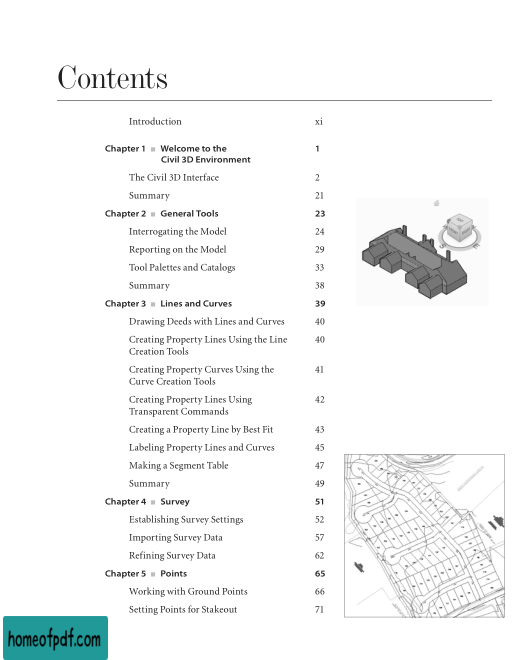 Contents
Introduction xi
Chapter 1 ■ Welcome to the 1
Civil 3D Environment
The Civil 3D Interface 2
Summary 21
Chapter 2 ■ General Tools 23
Interrogating the Model 24
Reporting on the Model 29
Tool Palettes and Catalogs 33
Summary 38
Chapter 3 ■ Lines and Curves 39
Drawing Deeds with Lines and Curves 40
Creating Property Lines Using the Line 40
Creation Tools
Creating Property Curves Using the 41
Curve Creation Tools
Creating Property Lines Using 42
Transparent Commands
Creating a Property Line by Best Fit 43
Labeling Property Lines and Curves 45
Making a Segment Table 47
Summary 49
Chapter 4 ■ Survey 51
Establishing Survey Settings 52
Importing Survey Data 57
Refining Survey Data 62
Chapter 5 ■ Points 65
Working with Ground Points 66
Setting Points for Stakeout 71
homeofpdf.com